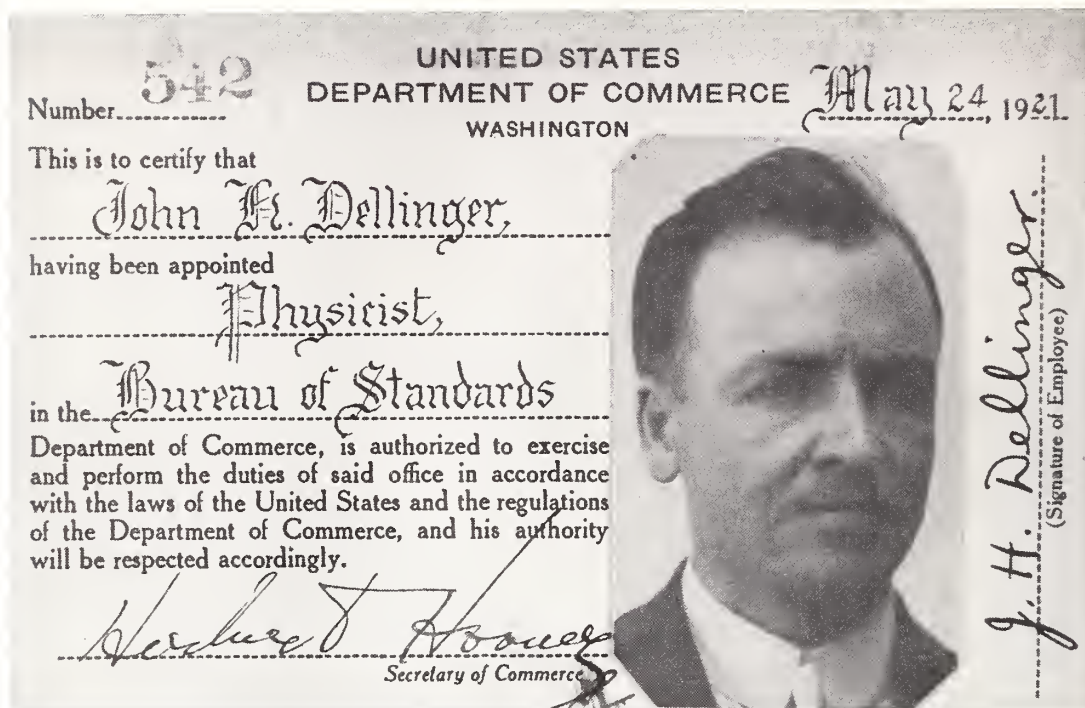 UNITED STATES
DEPARTMENT OF COMMERCE
WASHINGTON
Number 542
May 24, 1921
This is to certify that
John H. Dellinger,
having been appointed
Physicist,
in the Bureau of Standards
Department of Commerce, is authorized to exercise
and perform the duties of said office in accordance
with the laws of the United States and the regulations
of the Department of Commerce, and his authority
will be respected accordingly.
Herbert Hoover
Secretary of Commerce
J. H. Dellinger.
(Signature of Employee)